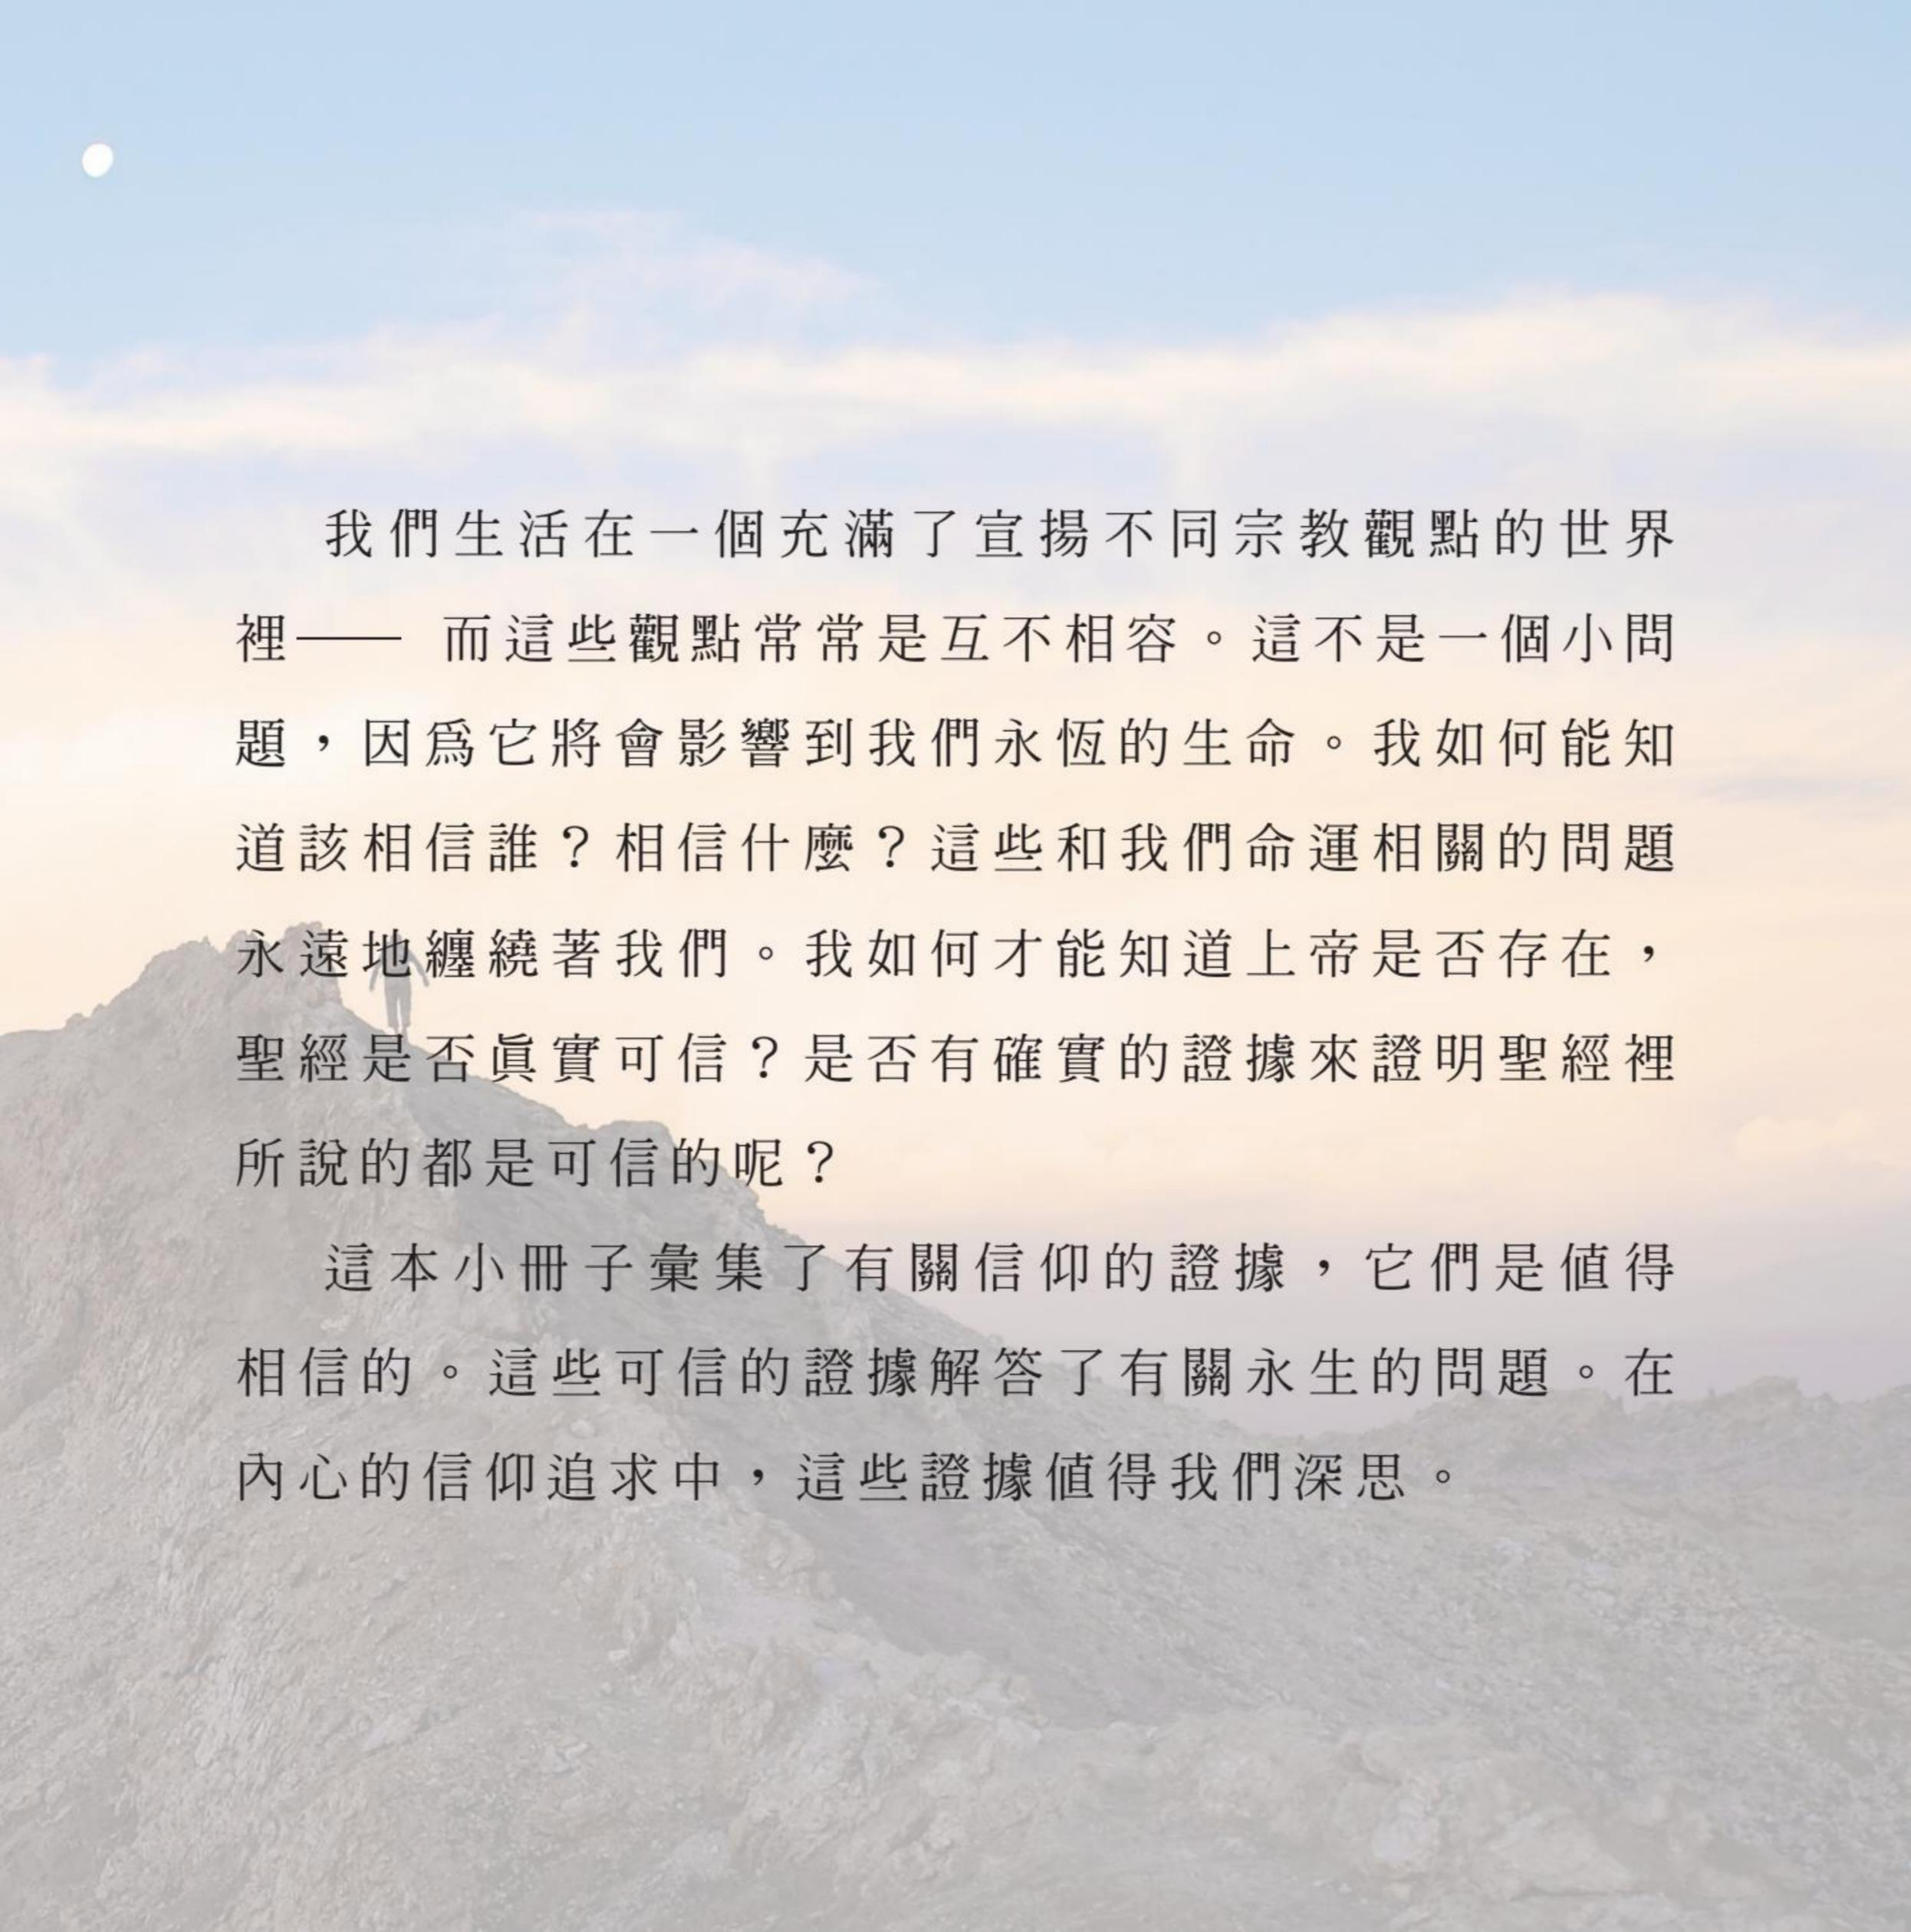 我們生活在一個充滿了宣揚不同宗教觀點的世界
裡—— 而這些觀點常常是互不相容。這不是一個小問
題，因爲它將會影響到我們永恆的生命。我如何能知
道該相信誰？相信什麼？這些和我們命運相關的問題
永遠地纏繞著我們。我如何才能知道上帝是否存在，
聖經是否眞實可信？是否有確實的證據來證明聖經裡
所說的都是可信的呢？
這本小冊子彙集了有關信仰的證據，它們是値得
相信的。這些可信的證據解答了有關永生的問題。在
內心的信仰追求中，這些證據値得我們深思。